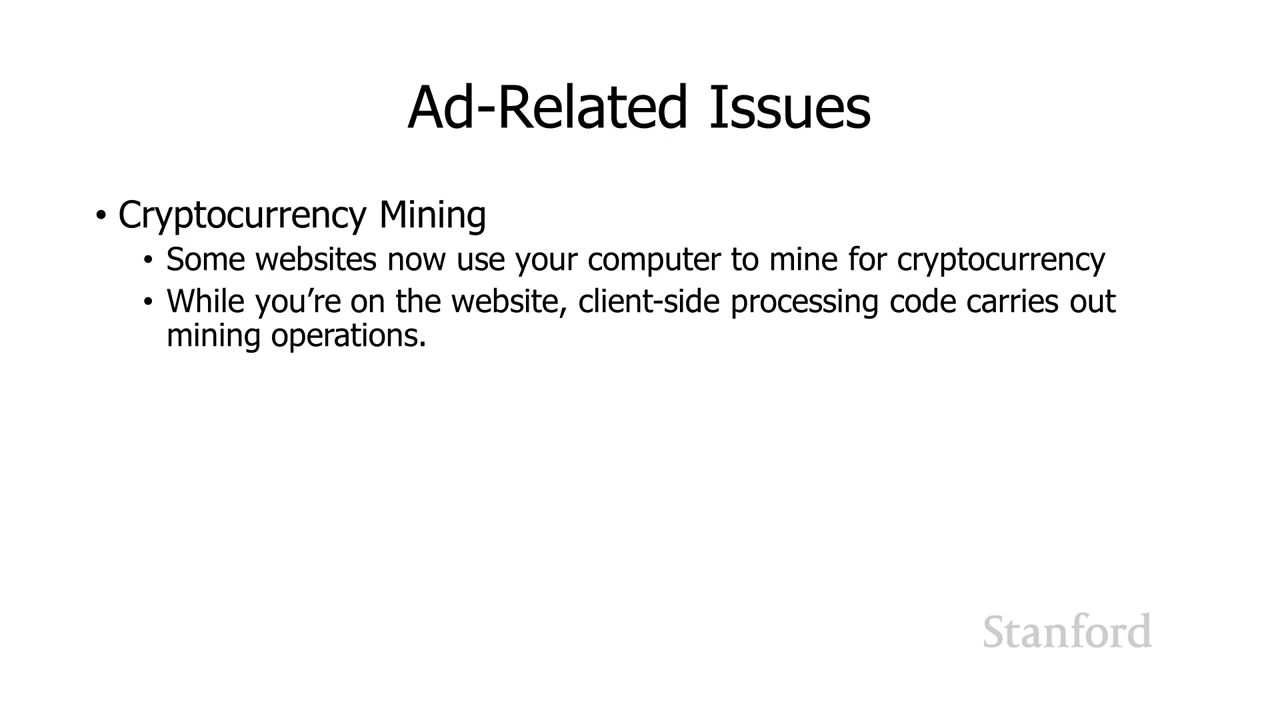 Ad-Related Issues
• Cryptocurrency Mining
• Some websites now use your computer to mine for cryptocurrency
• While you’re on the website, client-side processing code carries out
mining operations.
Stanford